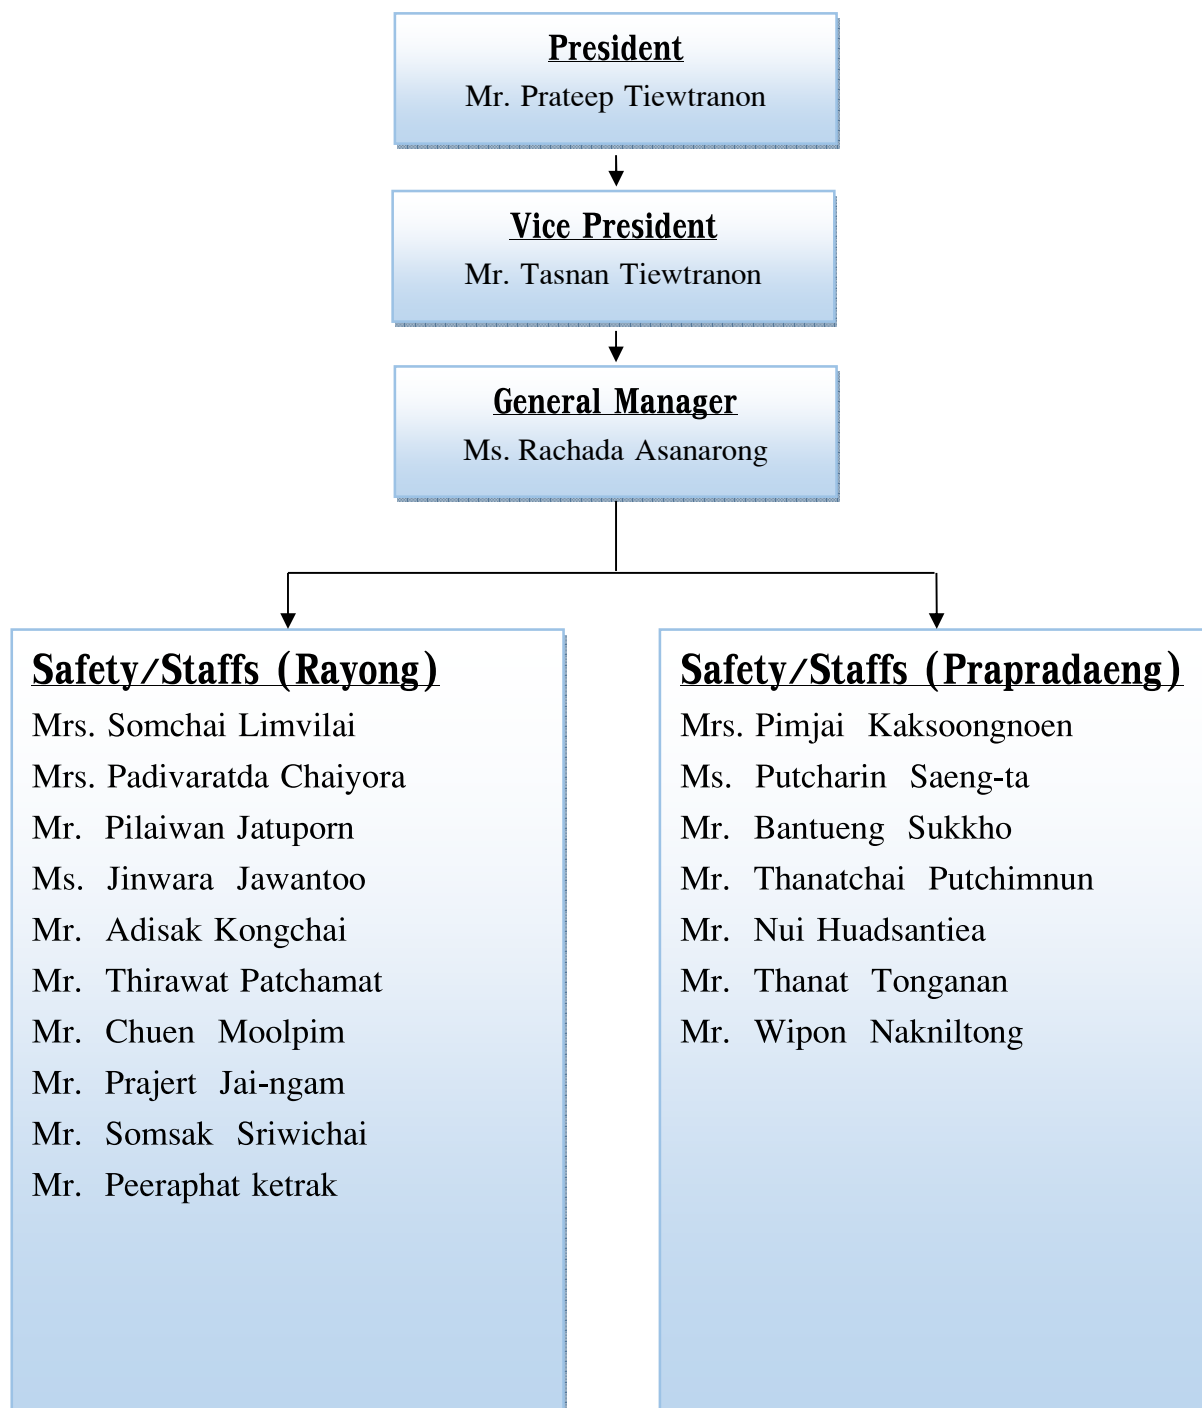 President
Mr. Prateep Tiewtranon
Vice President
Mr. Tasnan Tiewtranon
General Manager
Ms. Rachada Asanarong
Safety/Staffs (Rayong)
Mrs. Somchai Limvilai
Mrs. Padivaratda Chaiyora
Mr. Pilaiwan Jatuporn
Ms. Jinwara Jawantoo
Mr. Adisak Kongchai
Mr. Thirawat Patchamat
Mr. Chuen Moolpim
Mr. Prajert Jai-ngam
Mr. Somsak Sriwichai
Mr. Peeraphat ketrak
Safety/Staffs (Prapradaeng)
Mrs. Pimjai Kaksoongnoen
Ms. Putcharin Saeng-ta
Mr. Bantueng Sukkho
Mr. Thanatchai Putchimnun
Mr. Nui Huadsantiea
Mr. Thanat Tonganan
Mr. Wipon Nakniltong